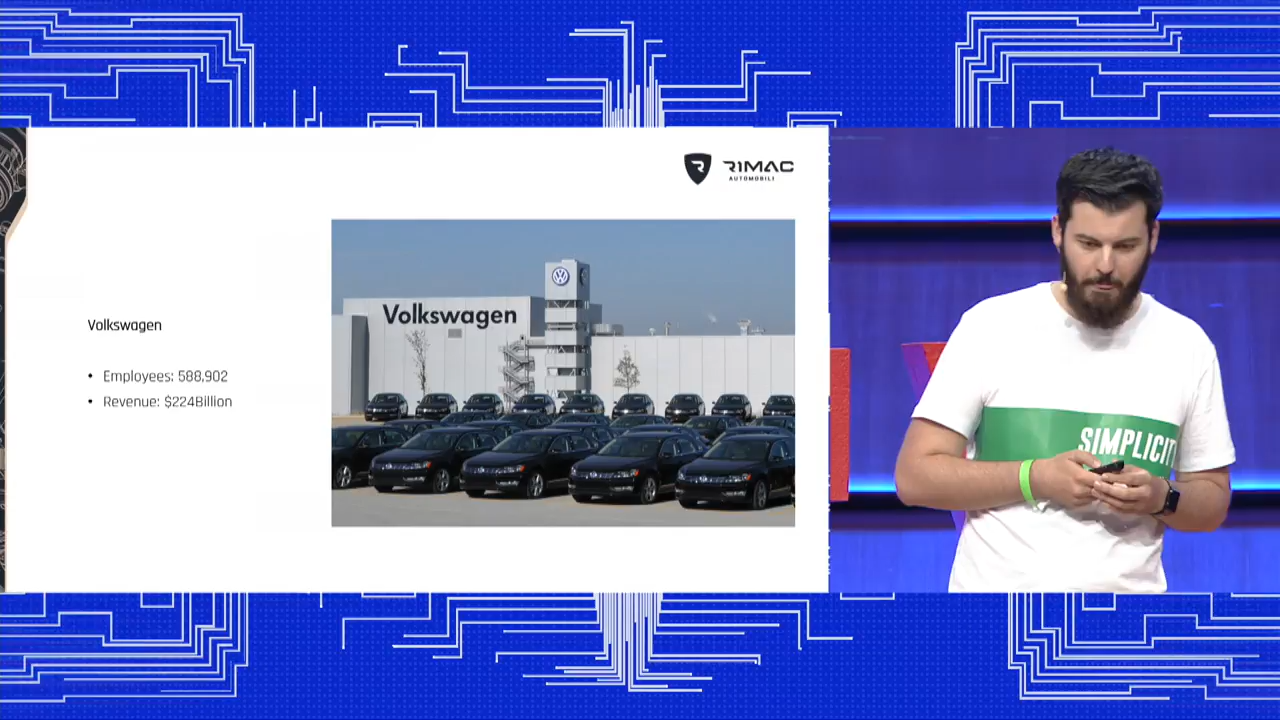 RIMAC
AUTOMOBILI
Volkswagen
Volkswagen
• Employees: 588,902
• Revenue: $224Billion
SIMPLICIT